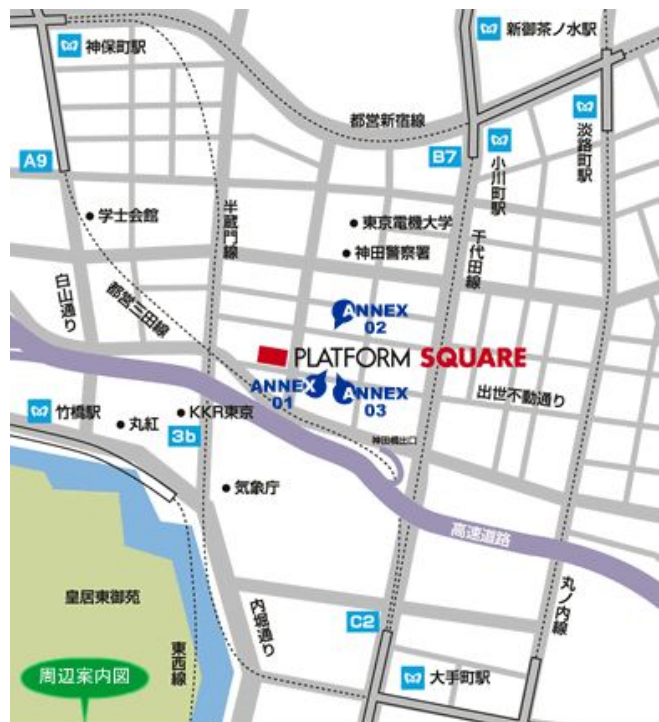 新御茶ノ水駅
神保町駅
淡路町駅
都営新宿線
A9
B7
小川町駅
学士会館
半蔵門線
東京電機大学
神田警察署
千代田線
白山通り
都営三田線
ANNEX
02
PLATFORM SQUARE
ANNEX
01
ANNEX
03
出世不動通り
竹橋駅
丸紅
KKR東京
3b
神田橋出口
気象庁
高速道路
皇居東御苑
内堀通り
C2
丸ノ内線
東西線
周辺案内図
大手町駅